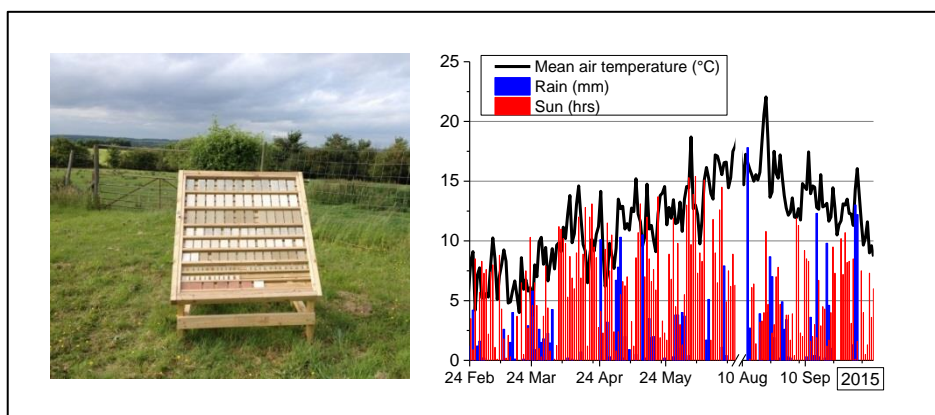 25
20
15
10
5
0
Mean air temperature (°C)
Rain (mm)
Sun (hrs)
24 Feb 24 Mar 24 Apr 24 May 10 Aug 10 Sep 2015